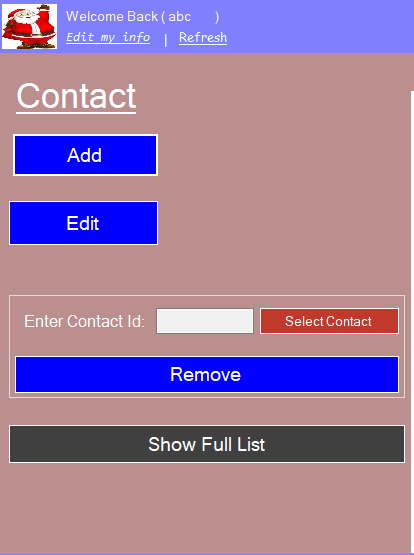 Welcome Back ( abc )
Edit my info | Refresh
Contact
Add
Edit
Enter Contact Id: Select Contact
Remove
Show Full List